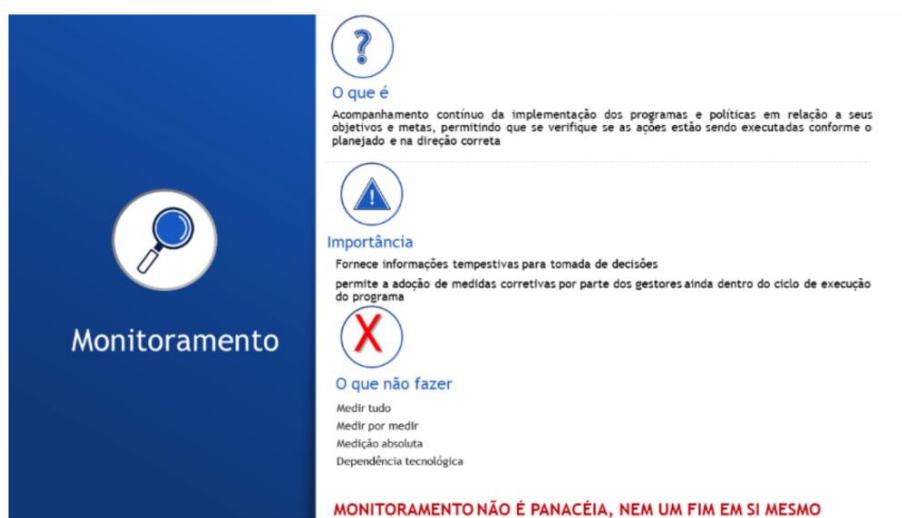 Monitoramento
?
O que é
Acompanhamento contínuo da implementação dos programas e políticas em relação a seus
objetivos e metas, permitindo que se verifique se as ações estão sendo executadas conforme o
planejado e na direção correta
!
Importância
Fornece informações tempestivas para tomada de decisões
permite a adoção de medidas corretivas por parte dos gestores ainda dentro do ciclo de execução
do programa
X
O que não fazer
Medir tudo
Medir por medir
Medição absoluta
Dependência tecnológica
MONITORAMENTO NÃO É PANACÉIA, NEM UM FIM EM SI MESMO